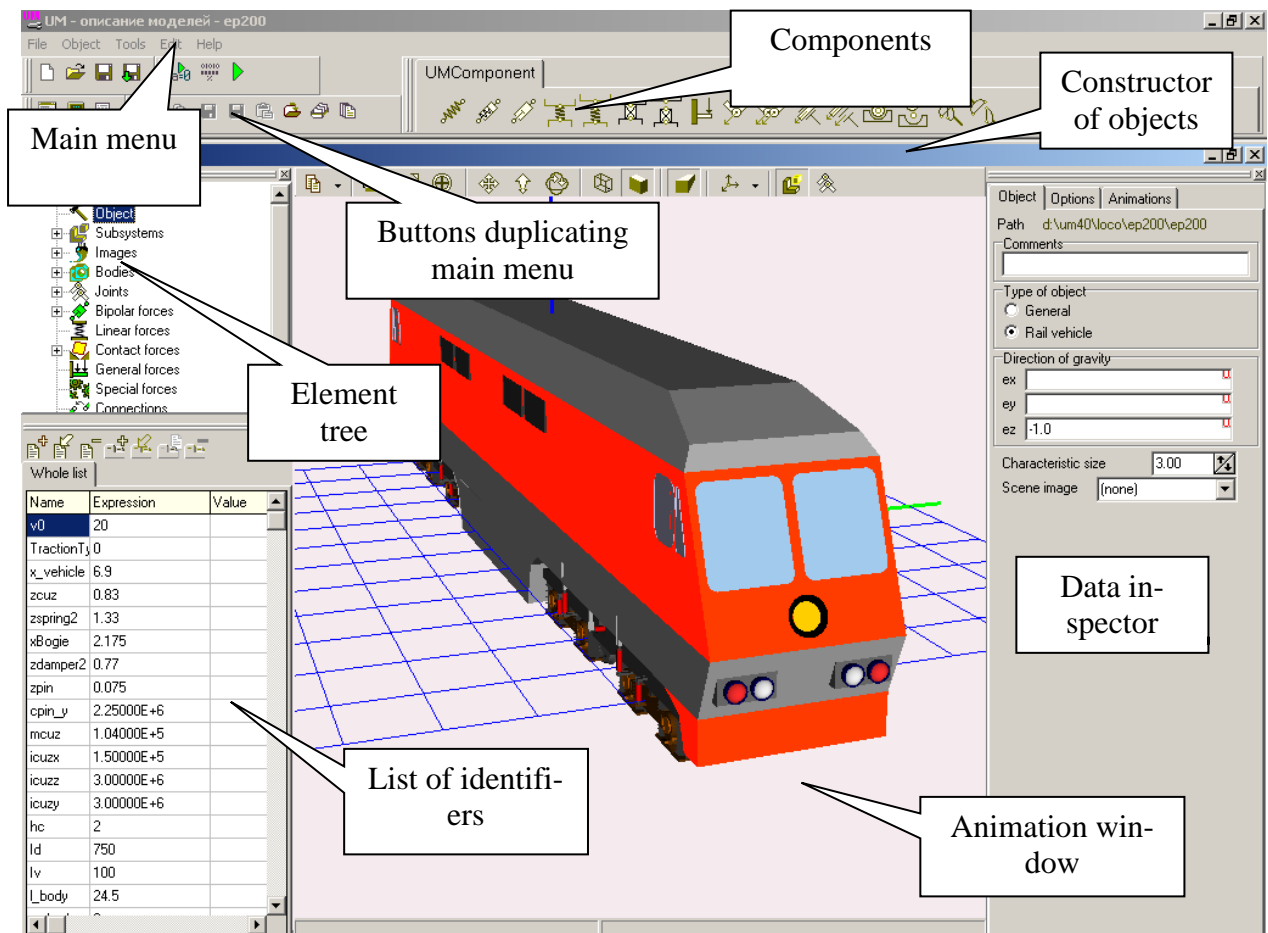 UM - описание моделей - ep200
File Object Tools Edit Help
Components
UMComponent
Constructor
of objects
Main menu
Buttons duplicating
main menu
Object
Subsystems
Images
Bodies
Joints
Bipolar forces
Linear forces
Contact forces
General forces
Special forces
Connections
Element
tree
Object Options Animations
Path d:\um40\loco\ep200\ep200
Comments
Type of object
General
Rail vehicle
Direction of gravity
ex
ey
ez -1.0
Characteristic size 3.00
Scene image (none)
Data in-
spector
Whole list
Name Expression Value
v0 20
TractionTy 0
x_vehicle 6.9
zcuz 0.83
zspring2 1.33
xBogie 2.175
zdamper2 0.77
zpin 0.075
cpin_y 2.25000E+6
mcuz 1.04000E+5
icuzx 1.50000E+5
icuzz 3.00000E+6
icuzy 3.00000E+6
hc 2
ld 750
lv 100
l_body 24.5
List of identifi-
ers
Animation win-
dow